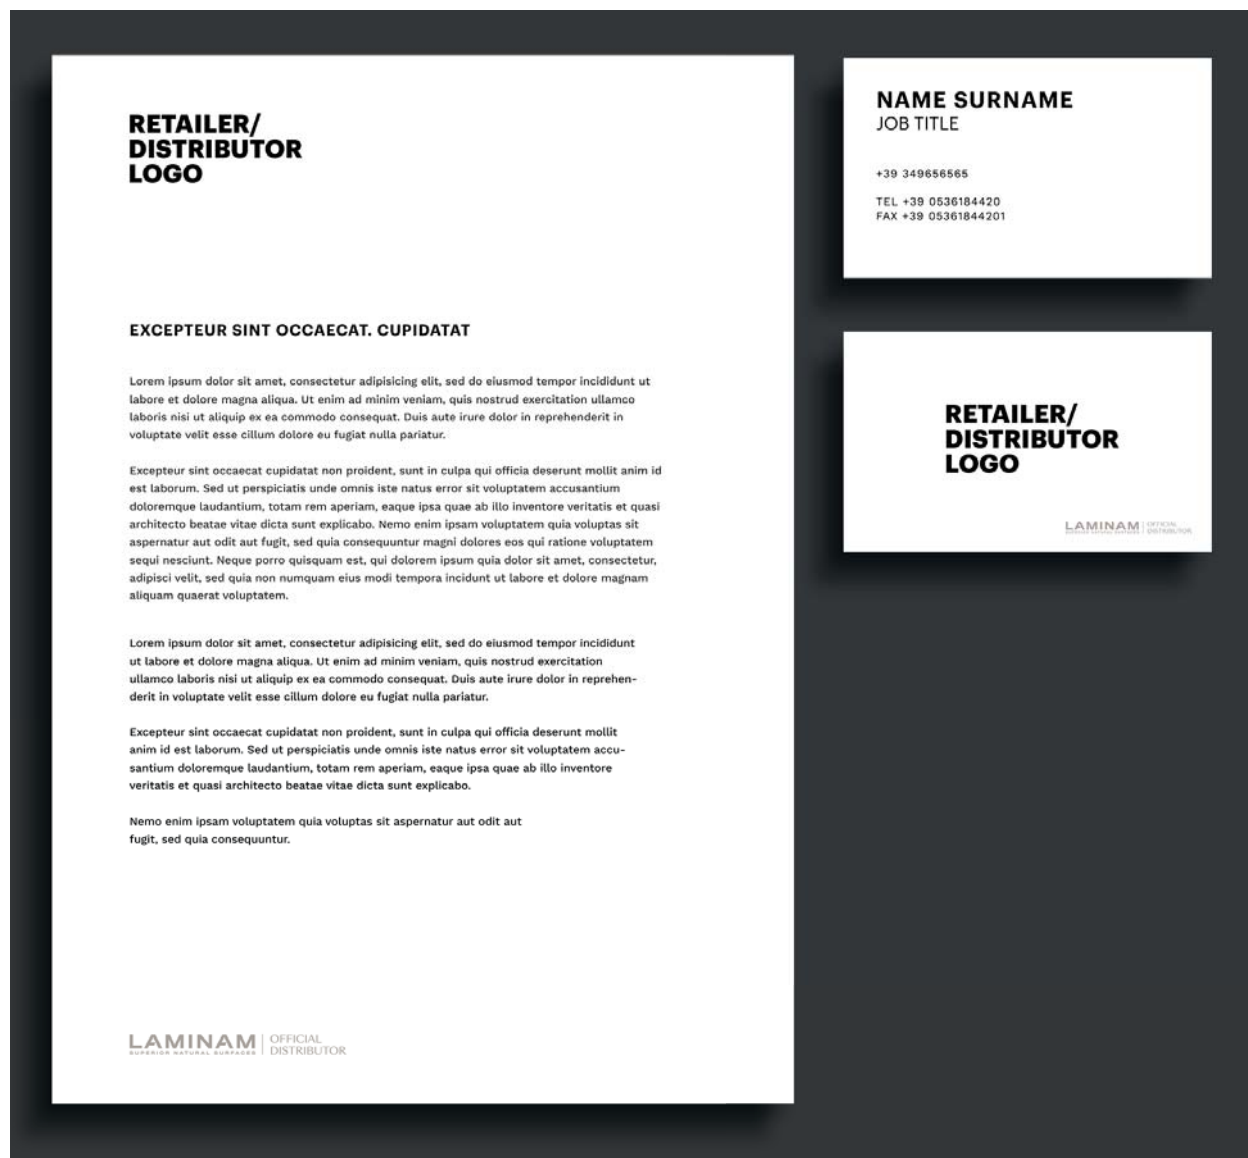 RETAILER/
DISTRIBUTOR
LOGO
EXCEPTEUR SINT OCCAECAT. CUPIDATAT
Lorem ipsum dolor sit amet, consectetur adipisicing elit, sed do eiusmod tempor incididunt ut
labore et dolore magna aliqua. Ut enim ad minim veniam, quis nostrud exercitation ullamco
laboris nisi ut aliquip ex ea commodo consequat. Duis aute irure dolor in reprehenderit in
voluptate velit esse cillum dolore eu fugiat nulla pariatur.
Excepteur sint occaecat cupidatat non proident, sunt in culpa qui officia deserunt mollit anim id
est laborum. Sed ut perspiciatis unde omnis iste natus error sit voluptatem accusantium
doloremque laudantium, totam rem aperiam, eaque ipsa quae ab illo inventore veritatis et quasi
architecto beatae vitae dicta sunt explicabo. Nemo enim ipsam voluptatem quia voluptas sit
aspernatur aut odit aut fugit, sed quia consequuntur magni dolores eos qui ratione voluptatem
sequi nesciunt. Neque porro quisquam est, qui dolorem ipsum quia dolor sit amet, consectetur,
adipisci velit, sed quia non numquam eius modi tempora incidunt ut labore et dolore magnam
aliquam quaerat voluptatem.
Lorem ipsum dolor sit amet, consectetur adipisicing elit, sed do eiusmod tempor incididunt
ut labore et dolore magna aliqua. Ut enim ad minim veniam, quis nostrud exercitation
ullamco laboris nisi ut aliquip ex ea commodo consequat. Duis aute irure dolor in reprehen-
derit in voluptate velit esse cillum dolore eu fugiat nulla pariatur.
Excepteur sint occaecat cupidatat non proident, sunt in culpa qui officia deserunt mollit
anim id est laborum. Sed ut perspiciatis unde omnis iste natus error sit voluptatem accu-
santium doloremque laudantium, totam rem aperiam, eaque ipsa quae ab illo inventore
veritatis et quasi architecto beatae vitae dicta sunt explicabo.
Nemo enim ipsam voluptatem quia voluptas sit aspernatur aut odit aut
fugit, sed quia consequuntur.
LAMINAM
SUPERIOR NATURAL SURFACES
OFFICIAL
DISTRIBUTOR
NAME SURNAME
JOB TITLE
+39 349656565
TEL +39 0536184420
FAX +39 05361844201
RETAILER/
DISTRIBUTOR
LOGO
LAMINAM
SUPERIOR NATURAL SURFACES
OFFICIAL
DISTRIBUTOR